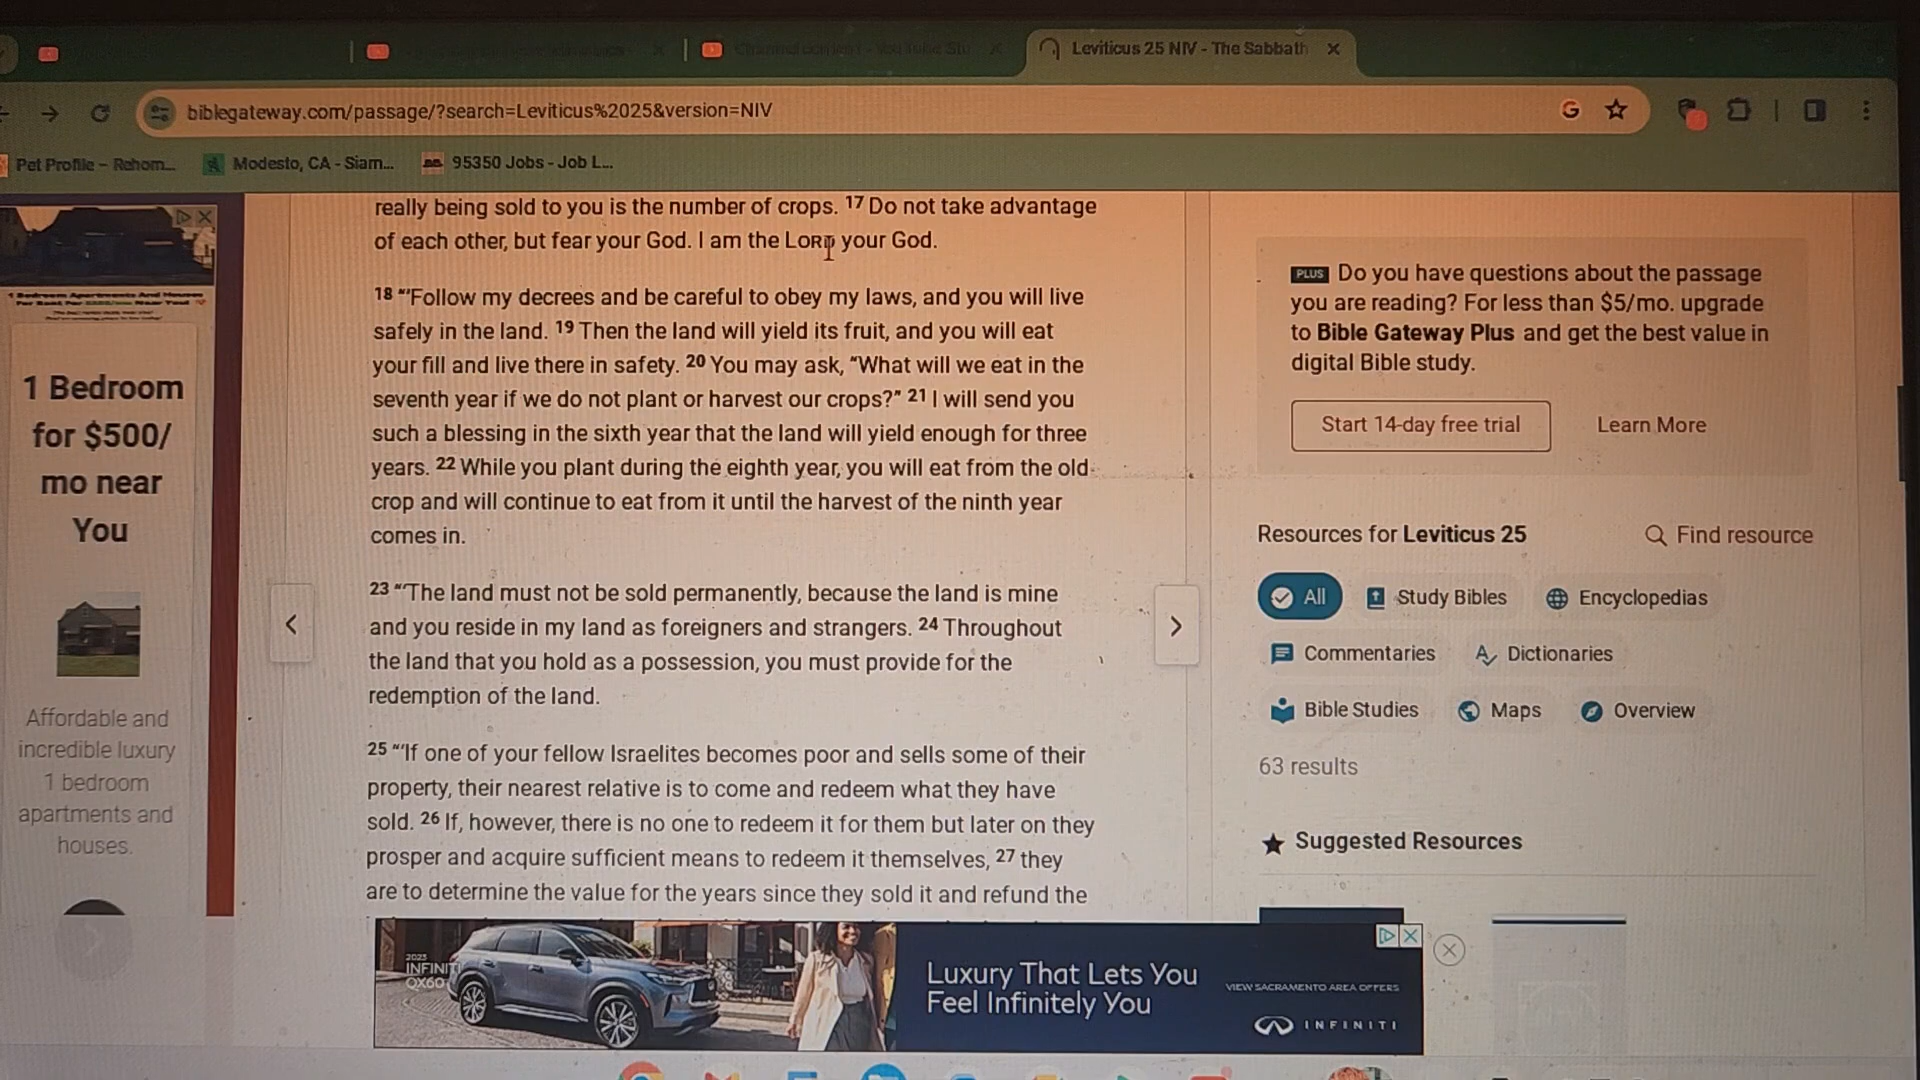 Leviticus 25 NIV - The Sabbath
biblegateway.com/passage/?search=Leviticus%2025&version=NIV
Pet Profile – Rehom...
Modesto, CA - Siam...
95350 Jobs - Job L...
really being sold to you is the number of crops. 17 Do not take advantage
of each other, but fear your God. I am the LORD your God.
18 “‘Follow my decrees and be careful to obey my laws, and you will live
safely in the land. 19 Then the land will yield its fruit, and you will eat
your fill and live there in safety. 20 You may ask, “What will we eat in the
seventh year if we do not plant or harvest our crops?” 21 I will send you
such a blessing in the sixth year that the land will yield enough for three
years. 22 While you plant during the eighth year, you will eat from the old
crop and will continue to eat from it until the harvest of the ninth year
comes in.
23 “‘The land must not be sold permanently, because the land is mine
and you reside in my land as foreigners and strangers. 24 Throughout
the land that you hold as a possession, you must provide for the
redemption of the land.
25 “‘If one of your fellow Israelites becomes poor and sells some of their
property, their nearest relative is to come and redeem what they have
sold. 26 If, however, there is no one to redeem it for them but later on they
prosper and acquire sufficient means to redeem it themselves, 27 they
are to determine the value for the years since they sold it and refund the
1 Bedroom Apartments And Houses
1 Bedroom
for $500/
mo near
You
Affordable and
incredible luxury
1 bedroom
apartments and
houses.
PLUS Do you have questions about the passage
you are reading? For less than $5/mo. upgrade
to Bible Gateway Plus and get the best value in
digital Bible study.
Start 14-day free trial
Learn More
Resources for Leviticus 25
Find resource
All
Study Bibles
Encyclopedias
Commentaries
Dictionaries
Bible Studies
Maps
Overview
63 results
Suggested Resources
2023
INFINITI
QX60
Luxury That Lets You
Feel Infinitely You
VIEW SACRAMENTO AREA OFFERS
INFINITI